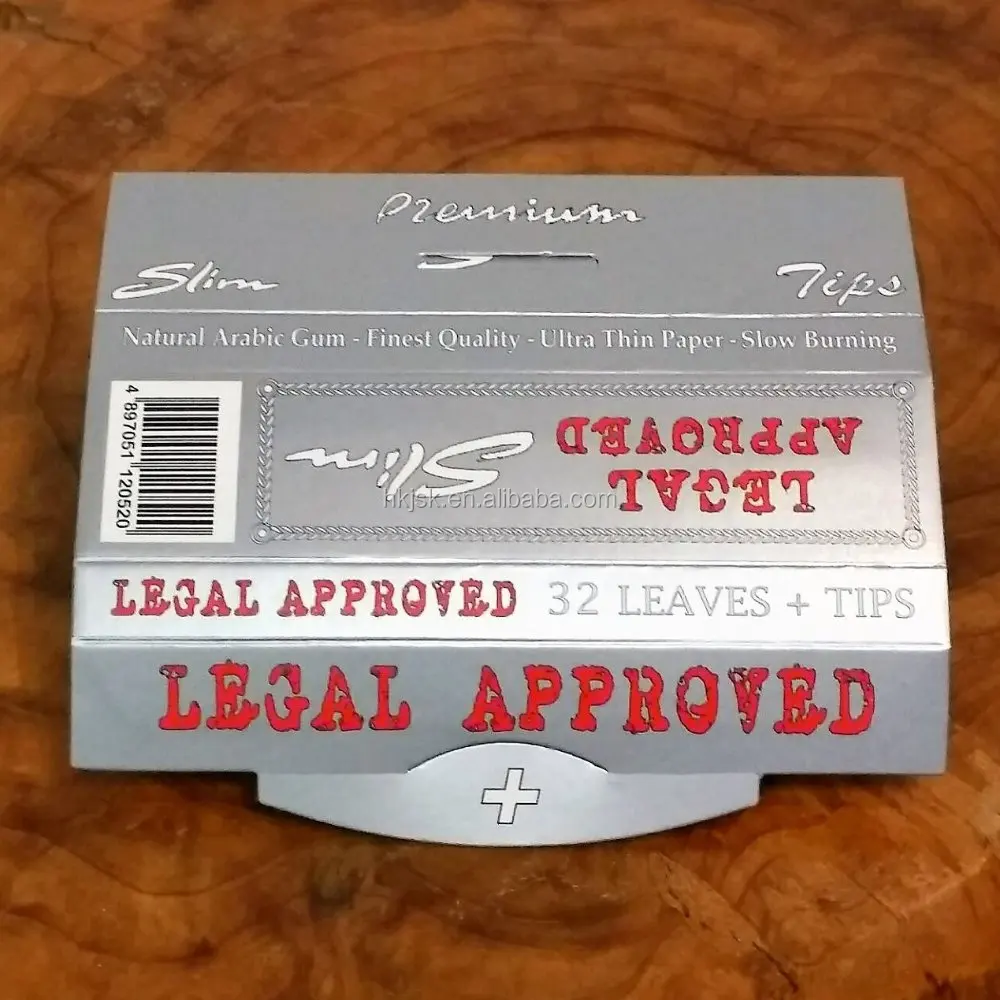 Premium
Slim Tips
Natural Arabic Gum - Finest Quality - Ultra Thin Paper - Slow Burning
4 897051 120520
Slim
LEGAL
APPROVED
hkjsk.en.alibaba.com
LEGAL APPROVED 32 LEAVES + TIPS
LEGAL APPROVED
+